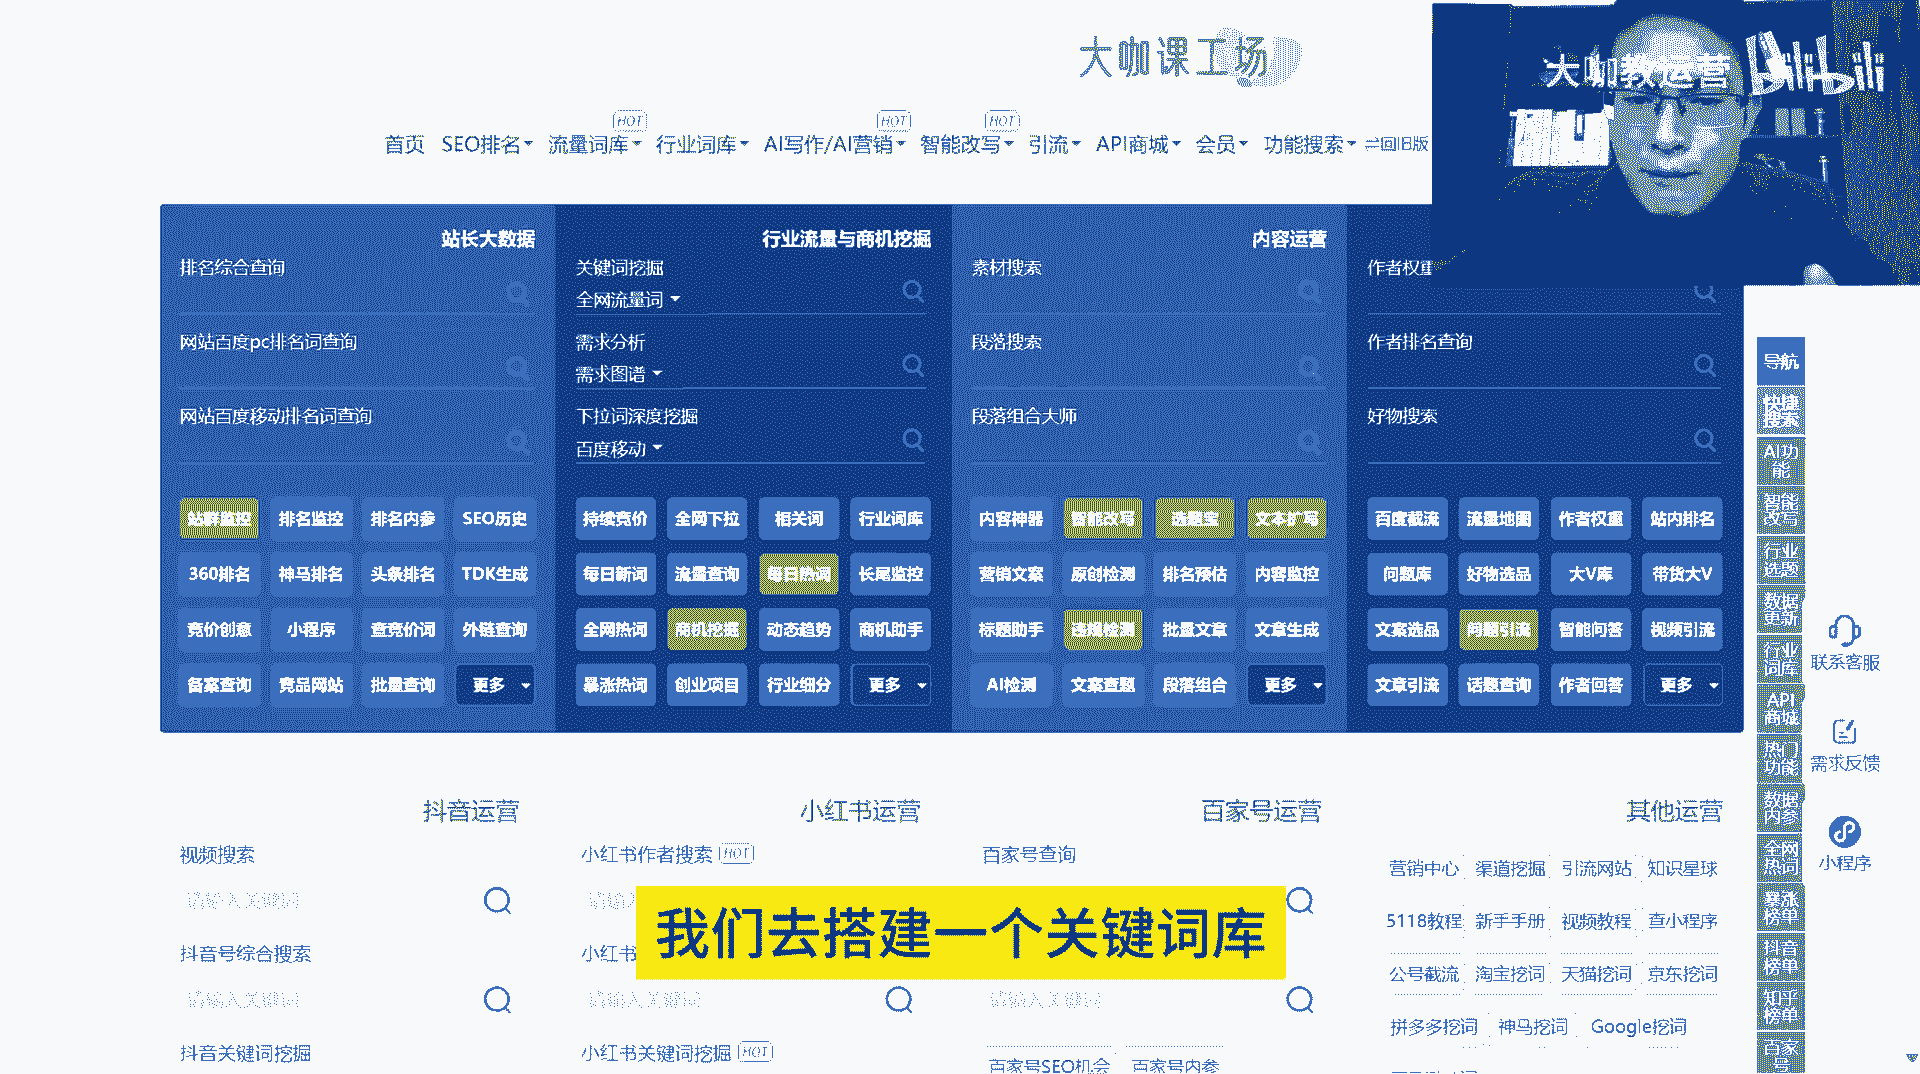 大咖课工场
大咖教运营 bilibili
HOT HOT HOT
首页 SEO排名 流量词库 行业词库 AI写作/AI营销 智能改写 引流 API商城 会员 功能搜索 回旧版
站长大数据
排名综合查询
网站百度pc排名词查询
网站百度移动排名词查询
站群监控 排名监控 排名内参 SEO历史
360排名 神马排名 头条排名 TDK生成
竞价创意 小程序 查竞价词 外链查询
备案查询 竞品网站 批量查询 更多
行业流量与商机挖掘
关键词挖掘
全网流量词
需求分析
需求图谱
下拉词深度挖掘
百度移动
持续竞价 全网下拉 相关词 行业词库
每日新词 流量查询 每日热词 长尾监控
全网热词 商机挖掘 动态趋势 商机助手
暴涨热词 创业项目 行业细分 更多
内容运营
素材搜索
段落搜索
段落组合大师
内容神器 智能改写 选题宝 文本扩写
营销文案 原创检测 排名预估 内容监控
标题助手 违规检测 批量文章 文章生成
AI检测 文案查题 段落组合 更多
作者权重
作者排名查询
好物搜索
百度截流 流量地图 作者权重 站内排名
问题库 好物选品 大V库 带货大V
文案选品 问题引流 智能问答 视频引流
文章引流 话题查询 作者回答 更多
导航
快捷搜索
AI功能
智能改写
行业选题
数据更新
行业词库
API商城
热门功能
数据内参
全网热词
暴涨榜单
抖音榜单
知乎榜单
百家号
联系客服
需求反馈
小程序
抖音运营
视频搜索
请输入关键词
抖音号综合搜索
请输入关键词
抖音关键词挖掘
小红书运营
小红书作者搜索 HOT
请输
小红书
请输入关键词
小红书关键词挖掘 HOT
百家号运营
百家号查询
请输入关键词
百家号SEO机会 百家号内参
其他运营
营销中心 渠道挖掘 引流网站 知识星球
5118教程 新手手册 视频教程 查小程序
公号截流 淘宝挖词 天猫挖词 京东挖词
拼多多挖词 神马挖词 Google挖词
我们去搭建一个关键词库